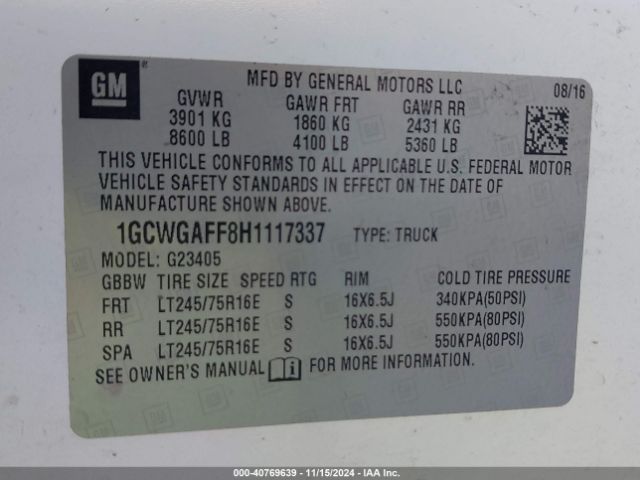 GM
MFD BY GENERAL MOTORS LLC 08/16
GVWR GAWR FRT GAWR RR
3901 KG 1860 KG 2431 KG
8600 LB 4100 LB 5360 LB
THIS VEHICLE CONFORMS TO ALL APPLICABLE U.S. FEDERAL MOTOR
VEHICLE SAFETY STANDARDS IN EFFECT ON THE DATE OF
MANUFACTURE SHOWN ABOVE.
1GCWGAFF8H1117337 TYPE: TRUCK
MODEL: G23405
GBBW TIRE SIZE SPEED RTG RIM COLD TIRE PRESSURE
FRT LT245/75R16E S 16X6.5J 340KPA(50PSI)
RR LT245/75R16E S 16X6.5J 550KPA(80PSI)
SPA LT245/75R16E S 16X6.5J 550KPA(80PSI)
SEE OWNER'S MANUAL i FOR MORE INFORMATION.
000-40769639 - 11/15/2024 - IAA Inc.